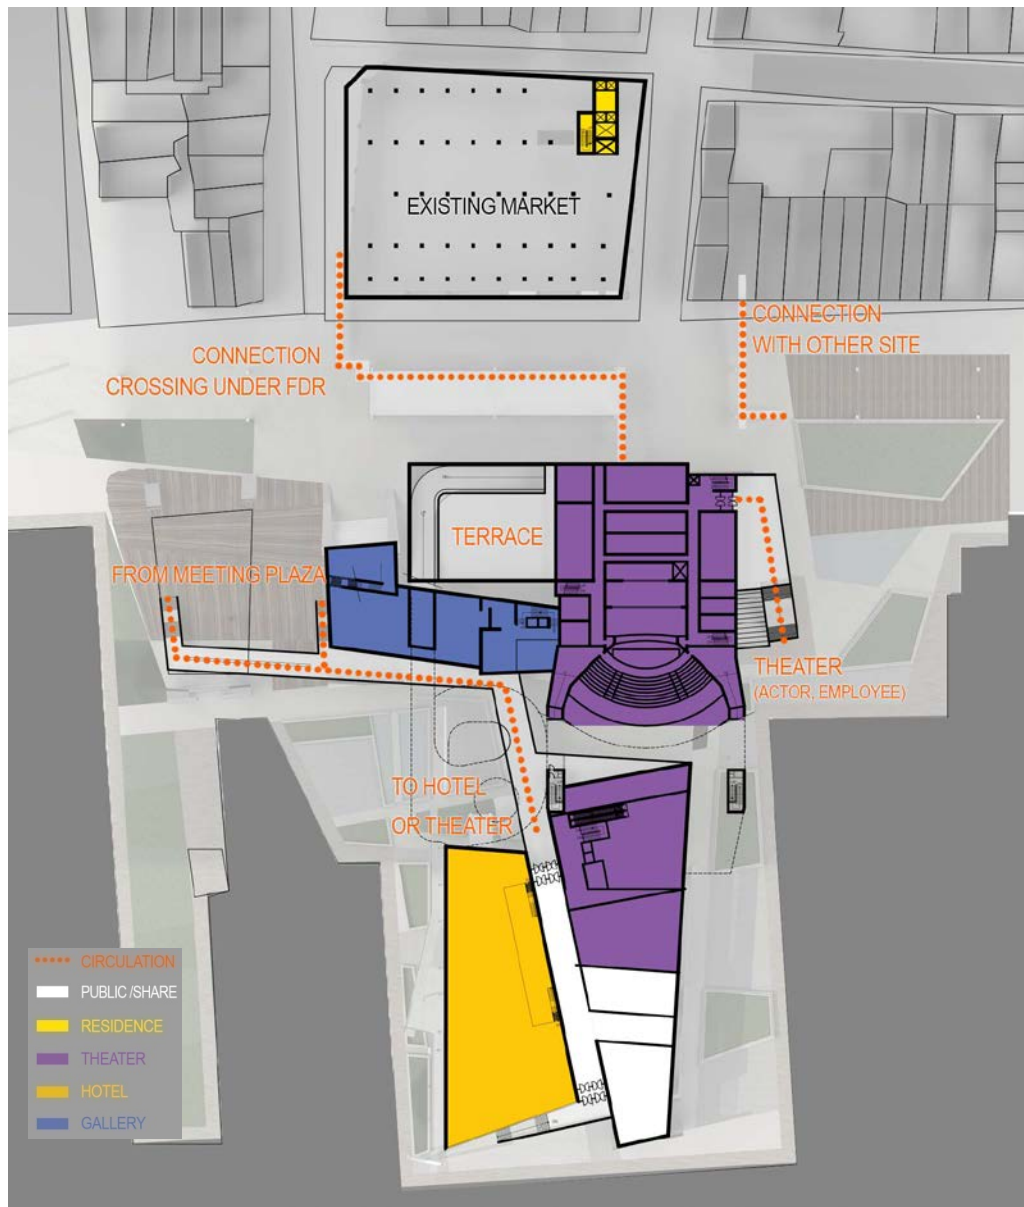 EXISTING MARKET
CONNECTION
WITH OTHER SITE
CONNECTION
CROSSING UNDER FDR
TERRACE
FROM MEETING PLAZA
THEATER
(ACTOR, EMPLOYEE)
TO HOTEL
OR THEATER
CIRCULATION
PUBLIC /SHARE
RESIDENCE
THEATER
HOTEL
GALLERY